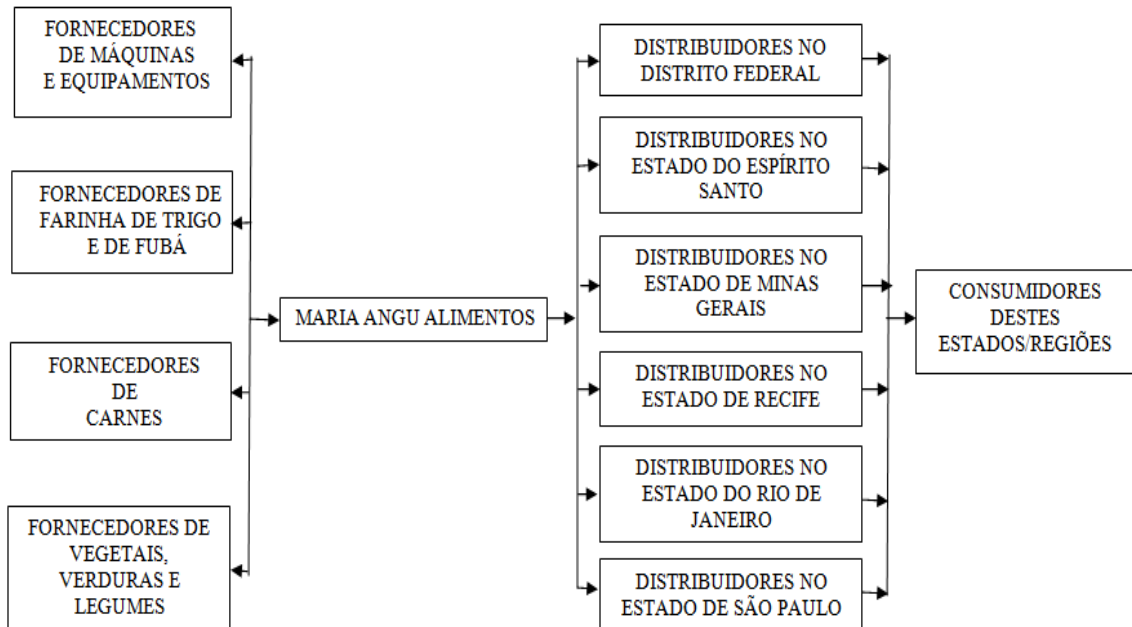 FORNECEDORES
DE MÁQUINAS
E EQUIPAMENTOS
FORNECEDORES DE
FARINHA DE TRIGO
E DE FUBÁ
FORNECEDORES
DE
CARNES
FORNECEDORES DE
VEGETAIS,
VERDURAS E
LEGUMES
MARIA ANGU ALIMENTOS
DISTRIBUIDORES NO
DISTRITO FEDERAL
DISTRIBUIDORES NO
ESTADO DO ESPÍRITO
SANTO
DISTRIBUIDORES NO
ESTADO DE MINAS
GERAIS
DISTRIBUIDORES NO
ESTADO DE RECIFE
DISTRIBUIDORES NO
ESTADO DO RIO DE
JANEIRO
DISTRIBUIDORES NO
ESTADO DE SÃO PAULO
CONSUMIDORES
DESTES
ESTADOS/REGIÕES